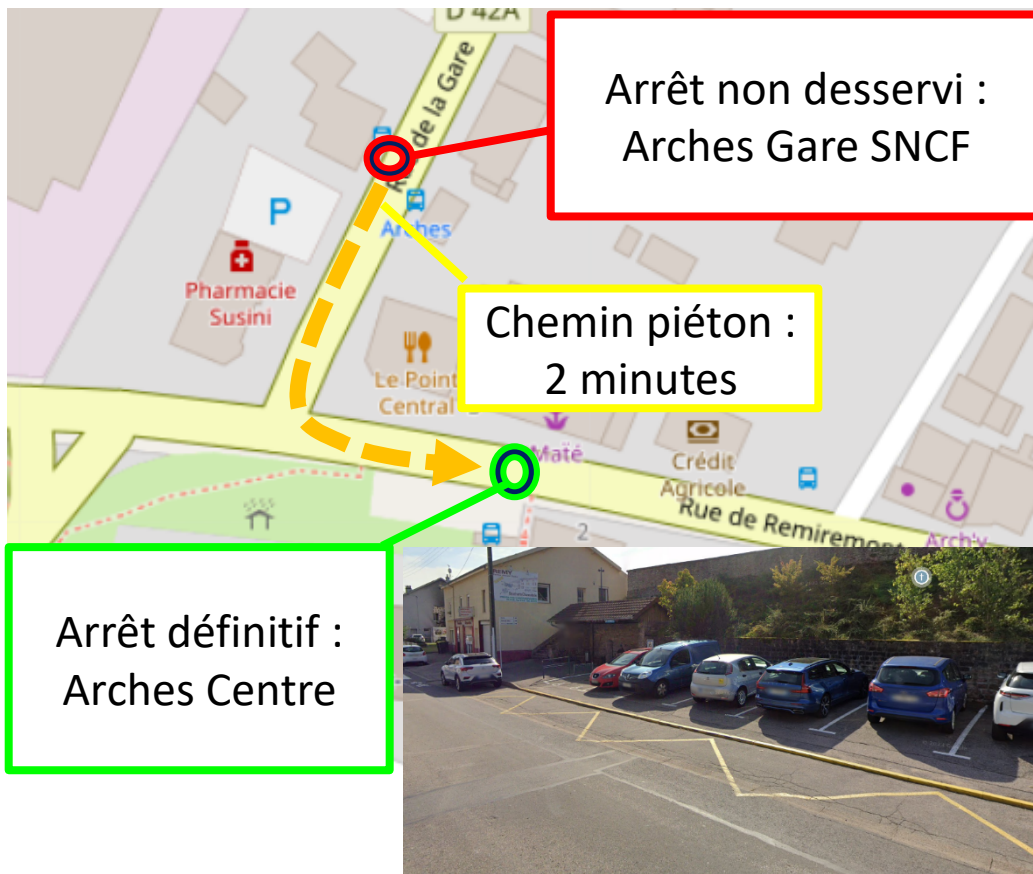 D 42A
Rue de la Gare
Arrêt non desservi :
Arches Gare SNCF
P
Arches
Pharmacie
Susini
Chemin piéton :
2 minutes
Le Point
Central
Maté
Crédit
Agricole
Rue de Remiremont
Arch'y
2
Arrêt définitif :
Arches Centre